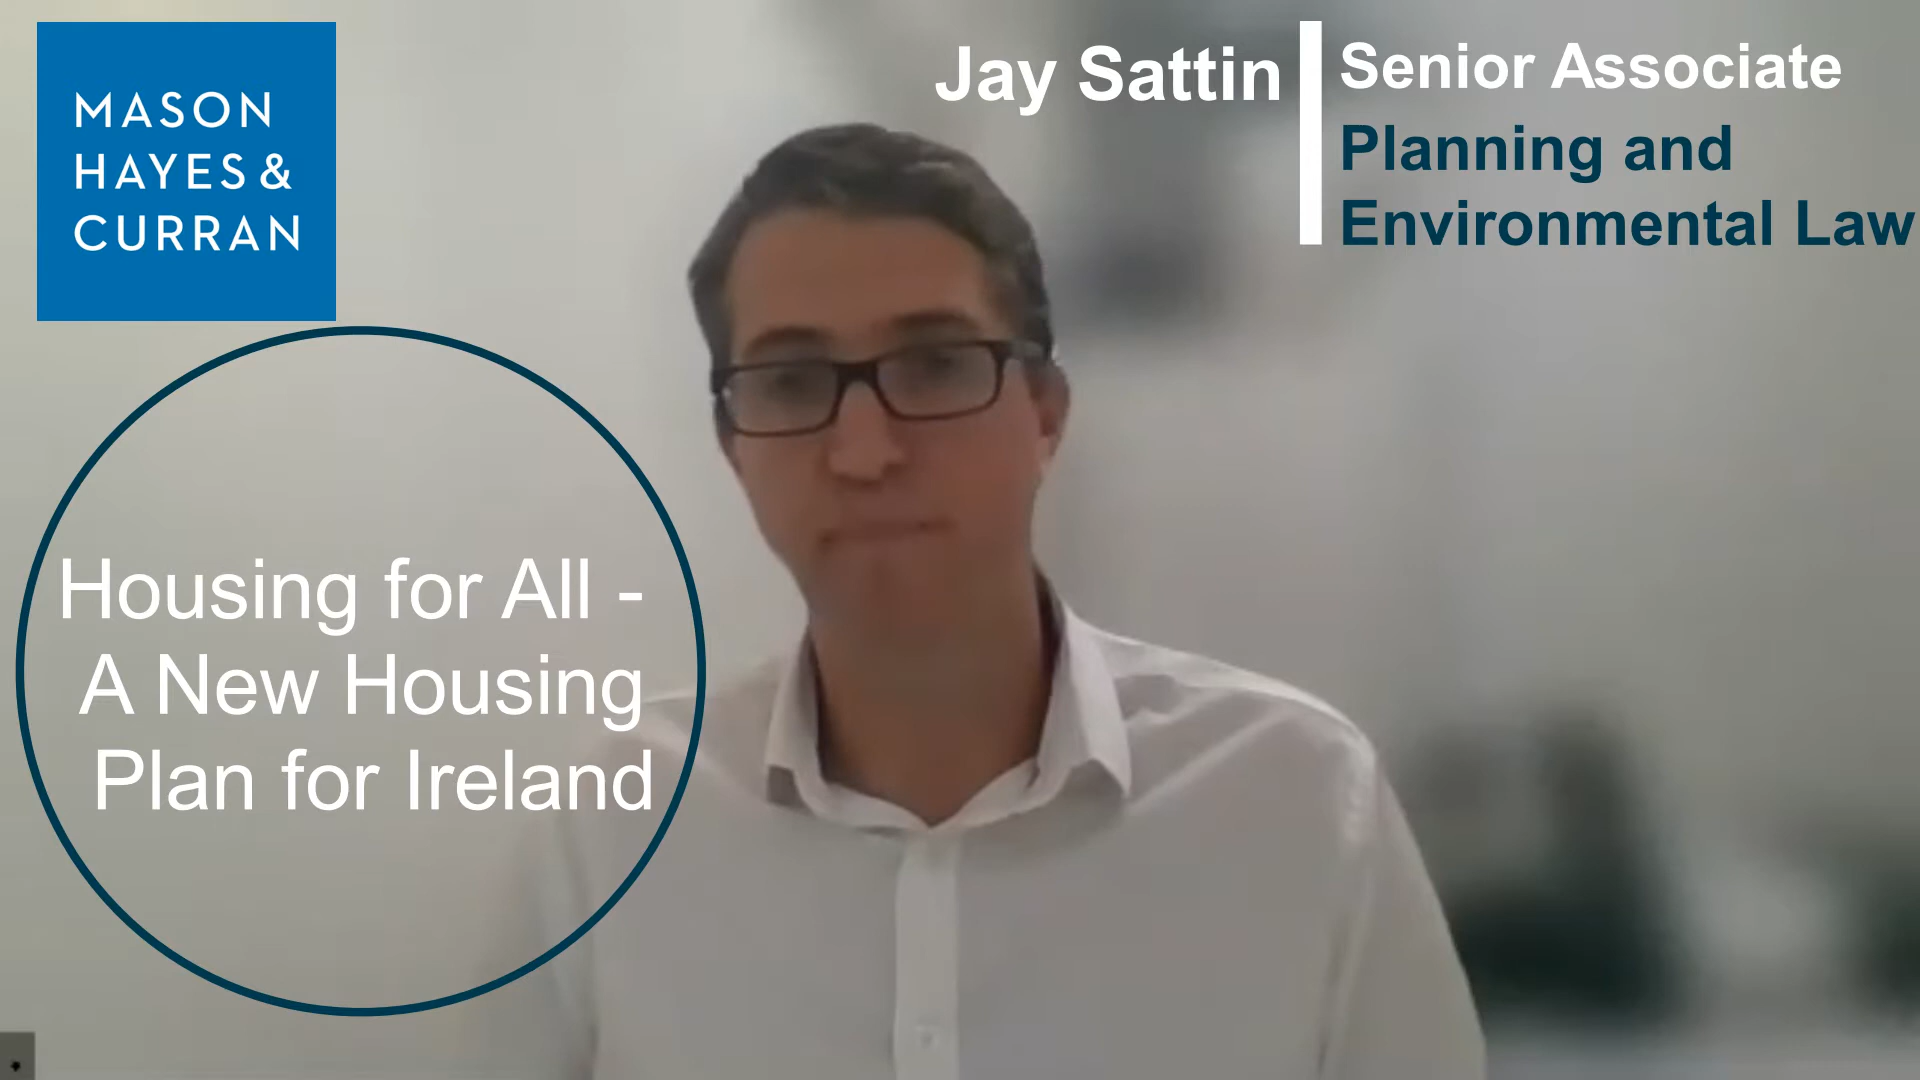 MASON
HAYES &
CURRAN
Jay Sattin
Senior Associate
Planning and
Environmental Law
Housing for All -
A New Housing
Plan for Ireland